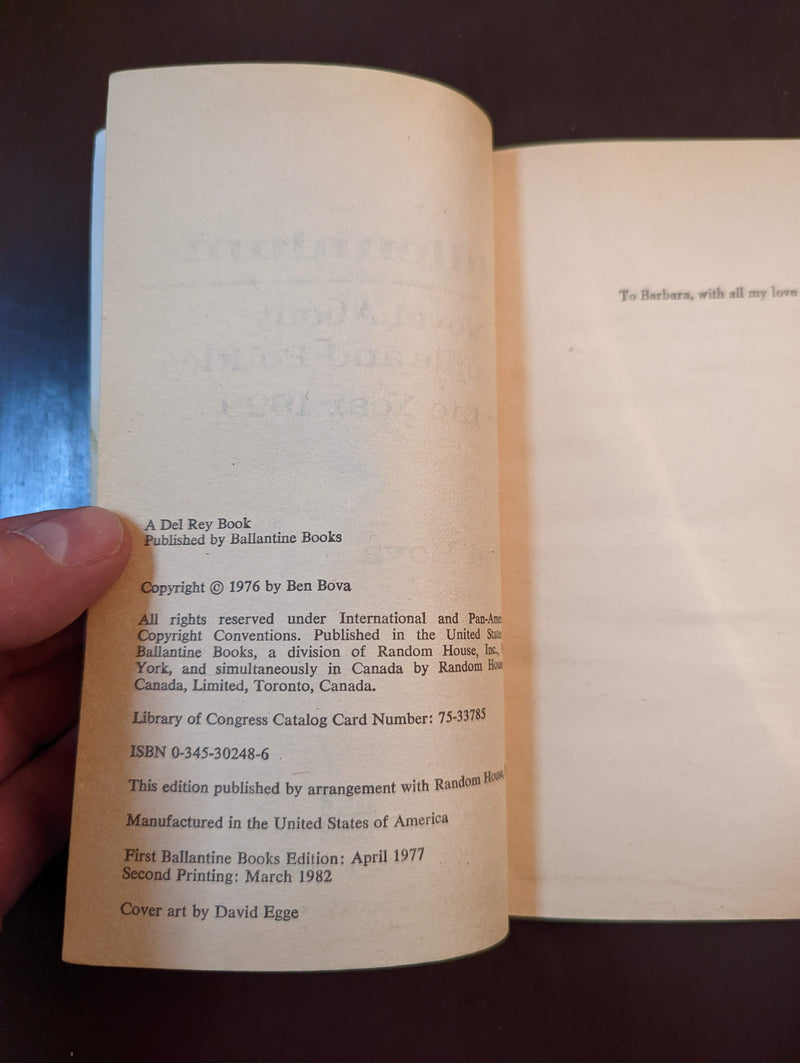 A Del Rey Book
Published by Ballantine Books
Copyright © 1976 by Ben Bova
All rights reserved under International and Pan-Ame
Copyright Conventions. Published in the United State
Ballantine Books, a division of Random House, Inc.,
York, and simultaneously in Canada by Random Hous
Canada, Limited, Toronto, Canada.
Library of Congress Catalog Card Number: 75-33785
ISBN 0-345-30248-6
This edition published by arrangement with Random House,
Manufactured in the United States of America
First Ballantine Books Edition: April 1977
Second Printing: March 1982
Cover art by David Egge
To Barbara, with all my love